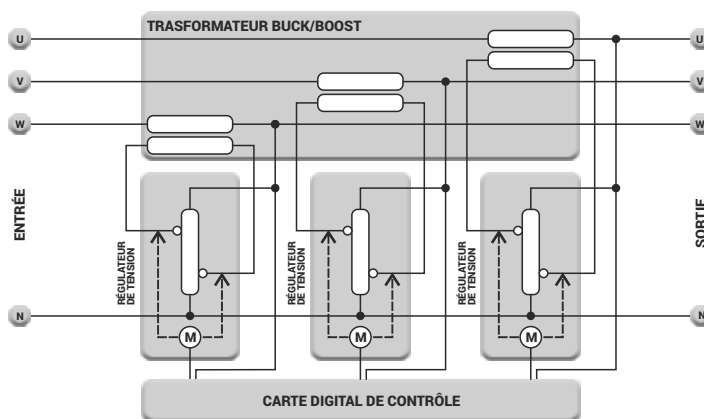 TRASFORMATEUR BUCK/BOOST
U
U
V
V
W
W
ENTRÉE
SORTIE
RÉGULATEUR
DE TENSION
RÉGULATEUR
DE TENSION
RÉGULATEUR
DE TENSION
N
N
M
M
M
CARTE DIGITAL DE CONTRÔLE